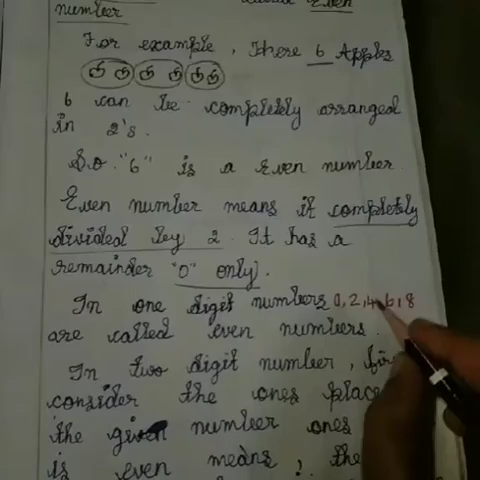 called Even
number
For example, There 6 Apples
6 can be completely arranged
in 2's.
So "6" is a Even number.
Even number means it completely
divided by 2. It has a
remainder "0" only.
In one digit numbers 0, 2, 4, 6, 8
are called even numbers.
In two digit number,
consider the ones place
the given number ones
is even means, the